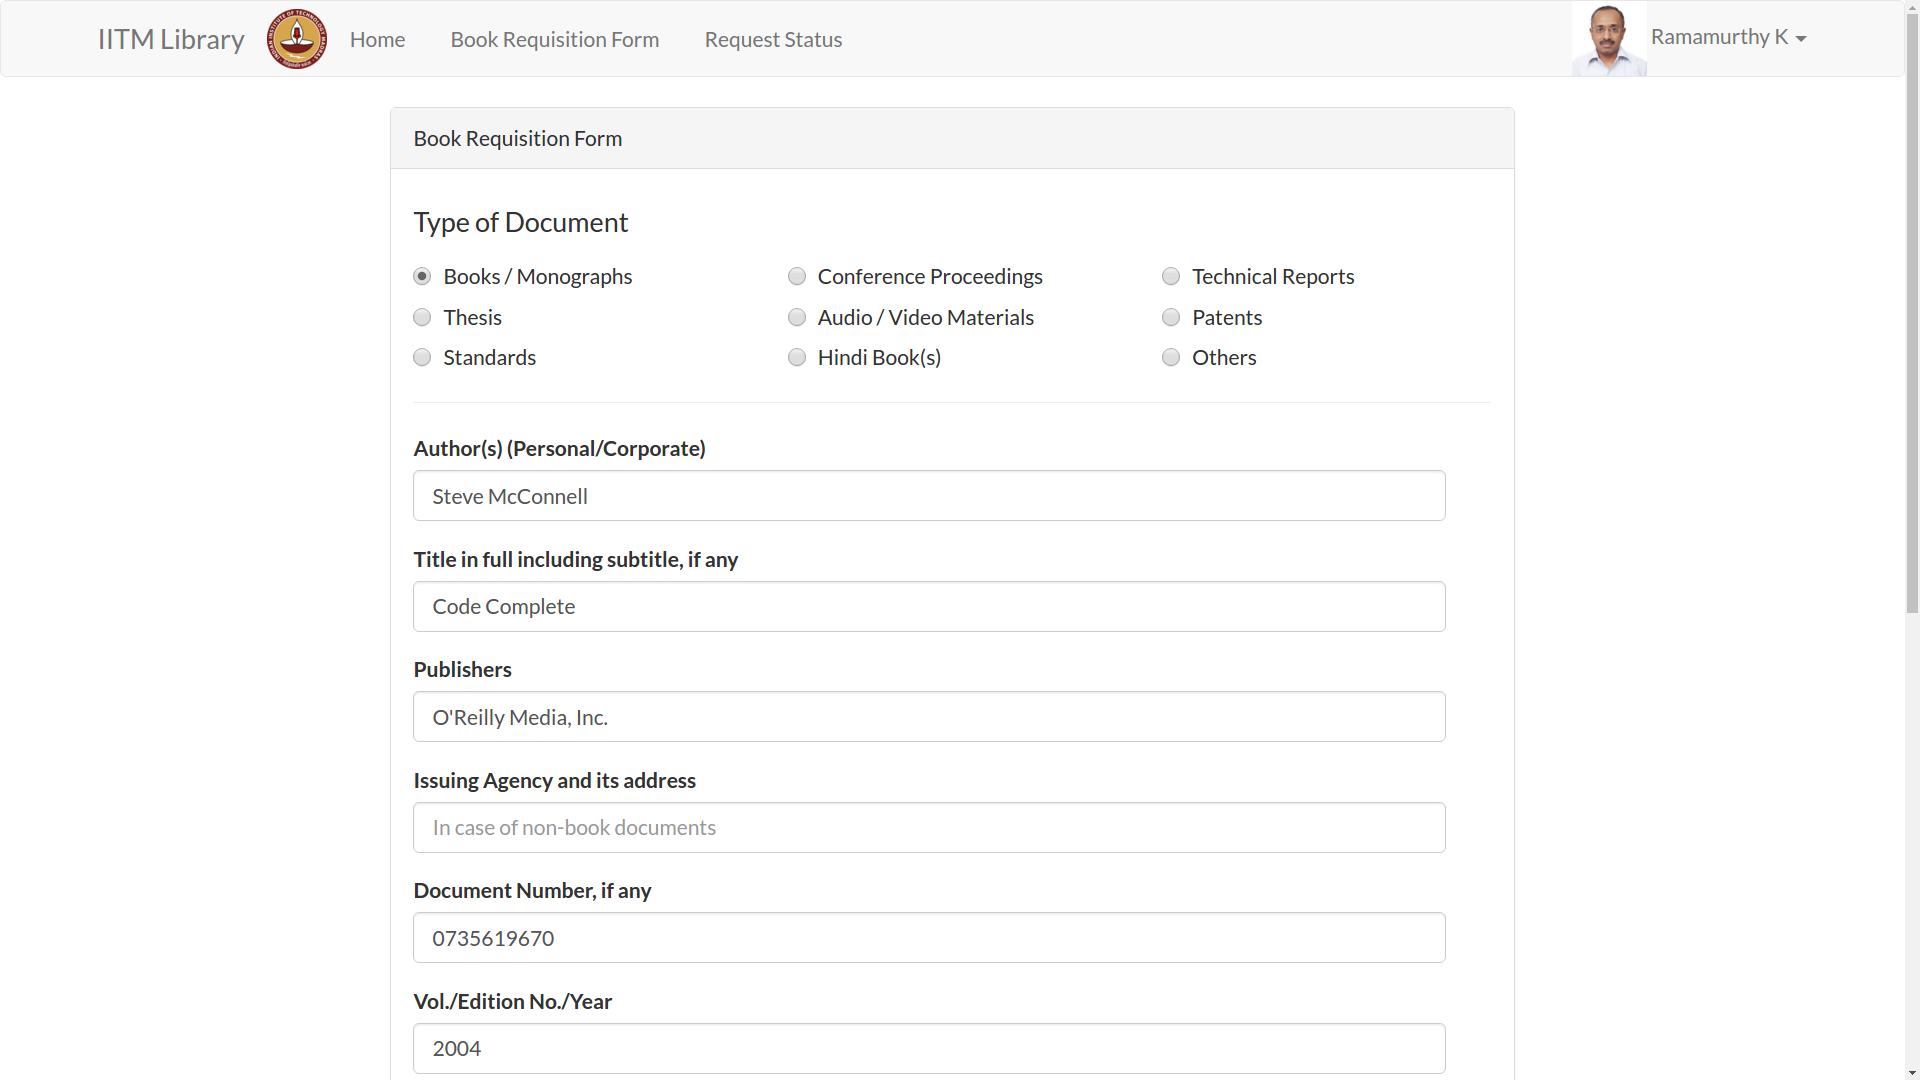 IITM Library Home Book Requisition Form Request Status Ramamurthy K
Book Requisition Form
Type of Document
Books / Monographs Conference Proceedings Technical Reports
Thesis Audio / Video Materials Patents
Standards Hindi Book(s) Others
Author(s) (Personal/Corporate)
Steve McConnell
Title in full including subtitle, if any
Code Complete
Publishers
O'Reilly Media, Inc.
Issuing Agency and its address
In case of non-book documents
Document Number, if any
0735619670
Vol./Edition No./Year
2004